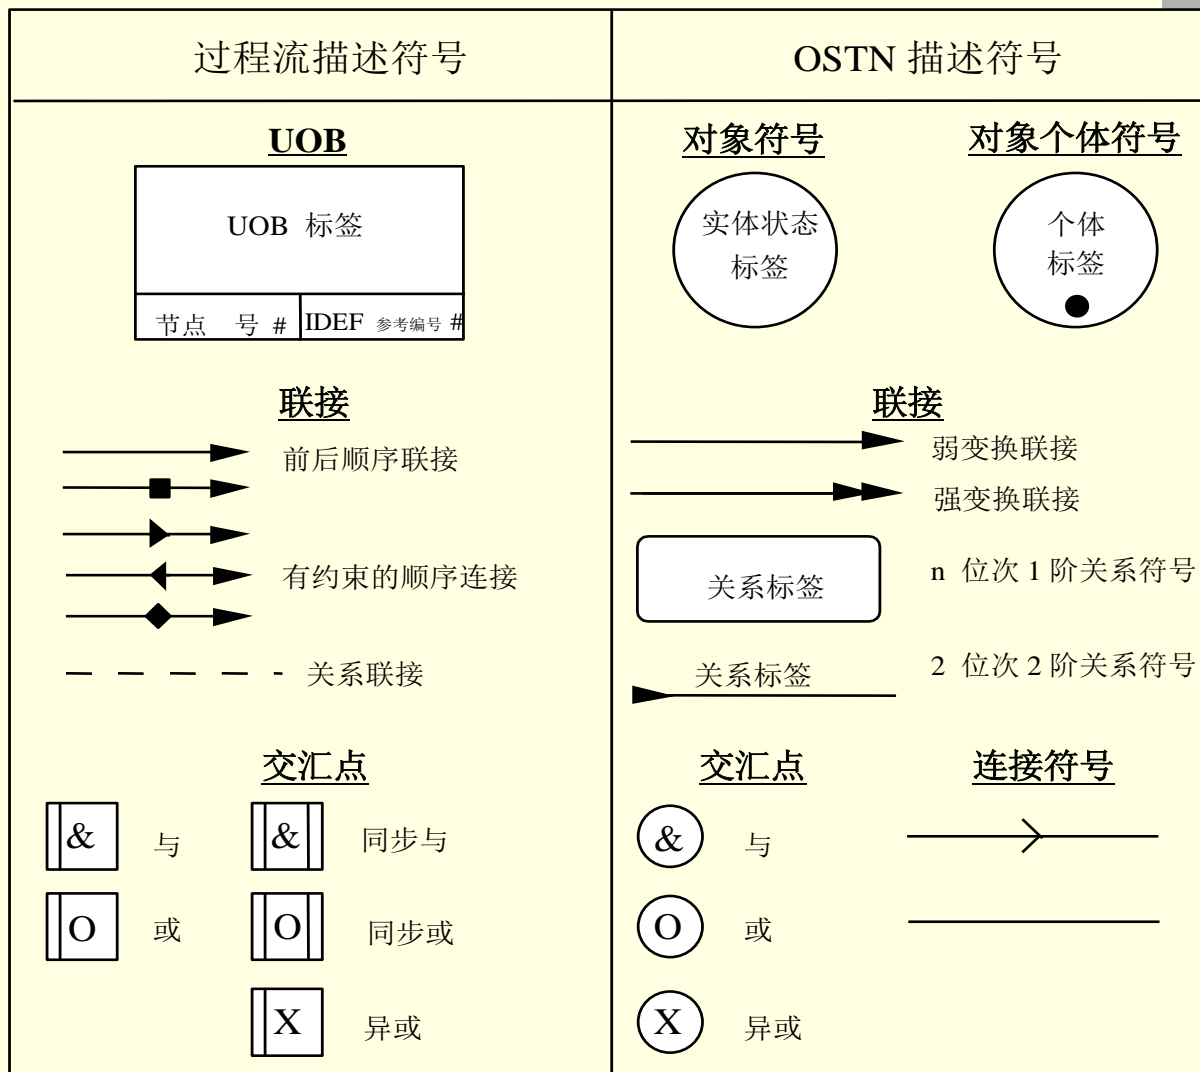 过程流描述符号
UOB
UOB 标签
节点 号 # IDEF 参考编号 #
联接
前后顺序联接
有约束的顺序连接
关系联接
交汇点
& 与 & 同步与
O 或 O 同步或
X 异或
OSTN 描述符号
对象符号 对象个体符号
实体状态
标签
个体
标签
联接
弱变换联接
强变换联接
关系标签 n 位次 1 阶关系符号
关系标签 2 位次 2 阶关系符号
交汇点 连接符号
& 与
O 或
X 异或